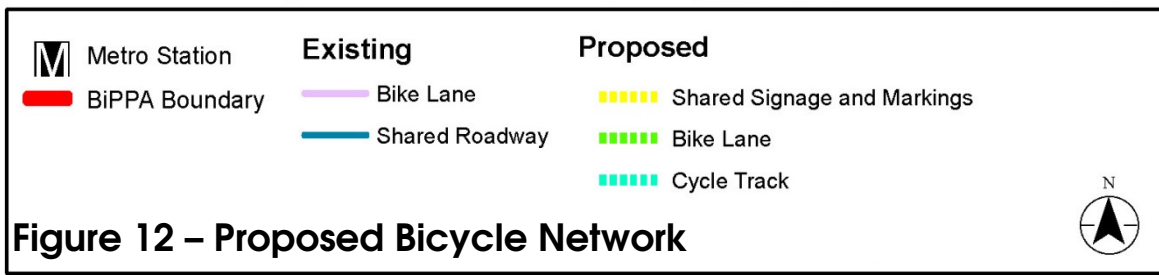 M Metro Station
BiPPA Boundary
Existing
Bike Lane
Shared Roadway
Proposed
Shared Signage and Markings
Bike Lane
Cycle Track
N
Figure 12 – Proposed Bicycle Network